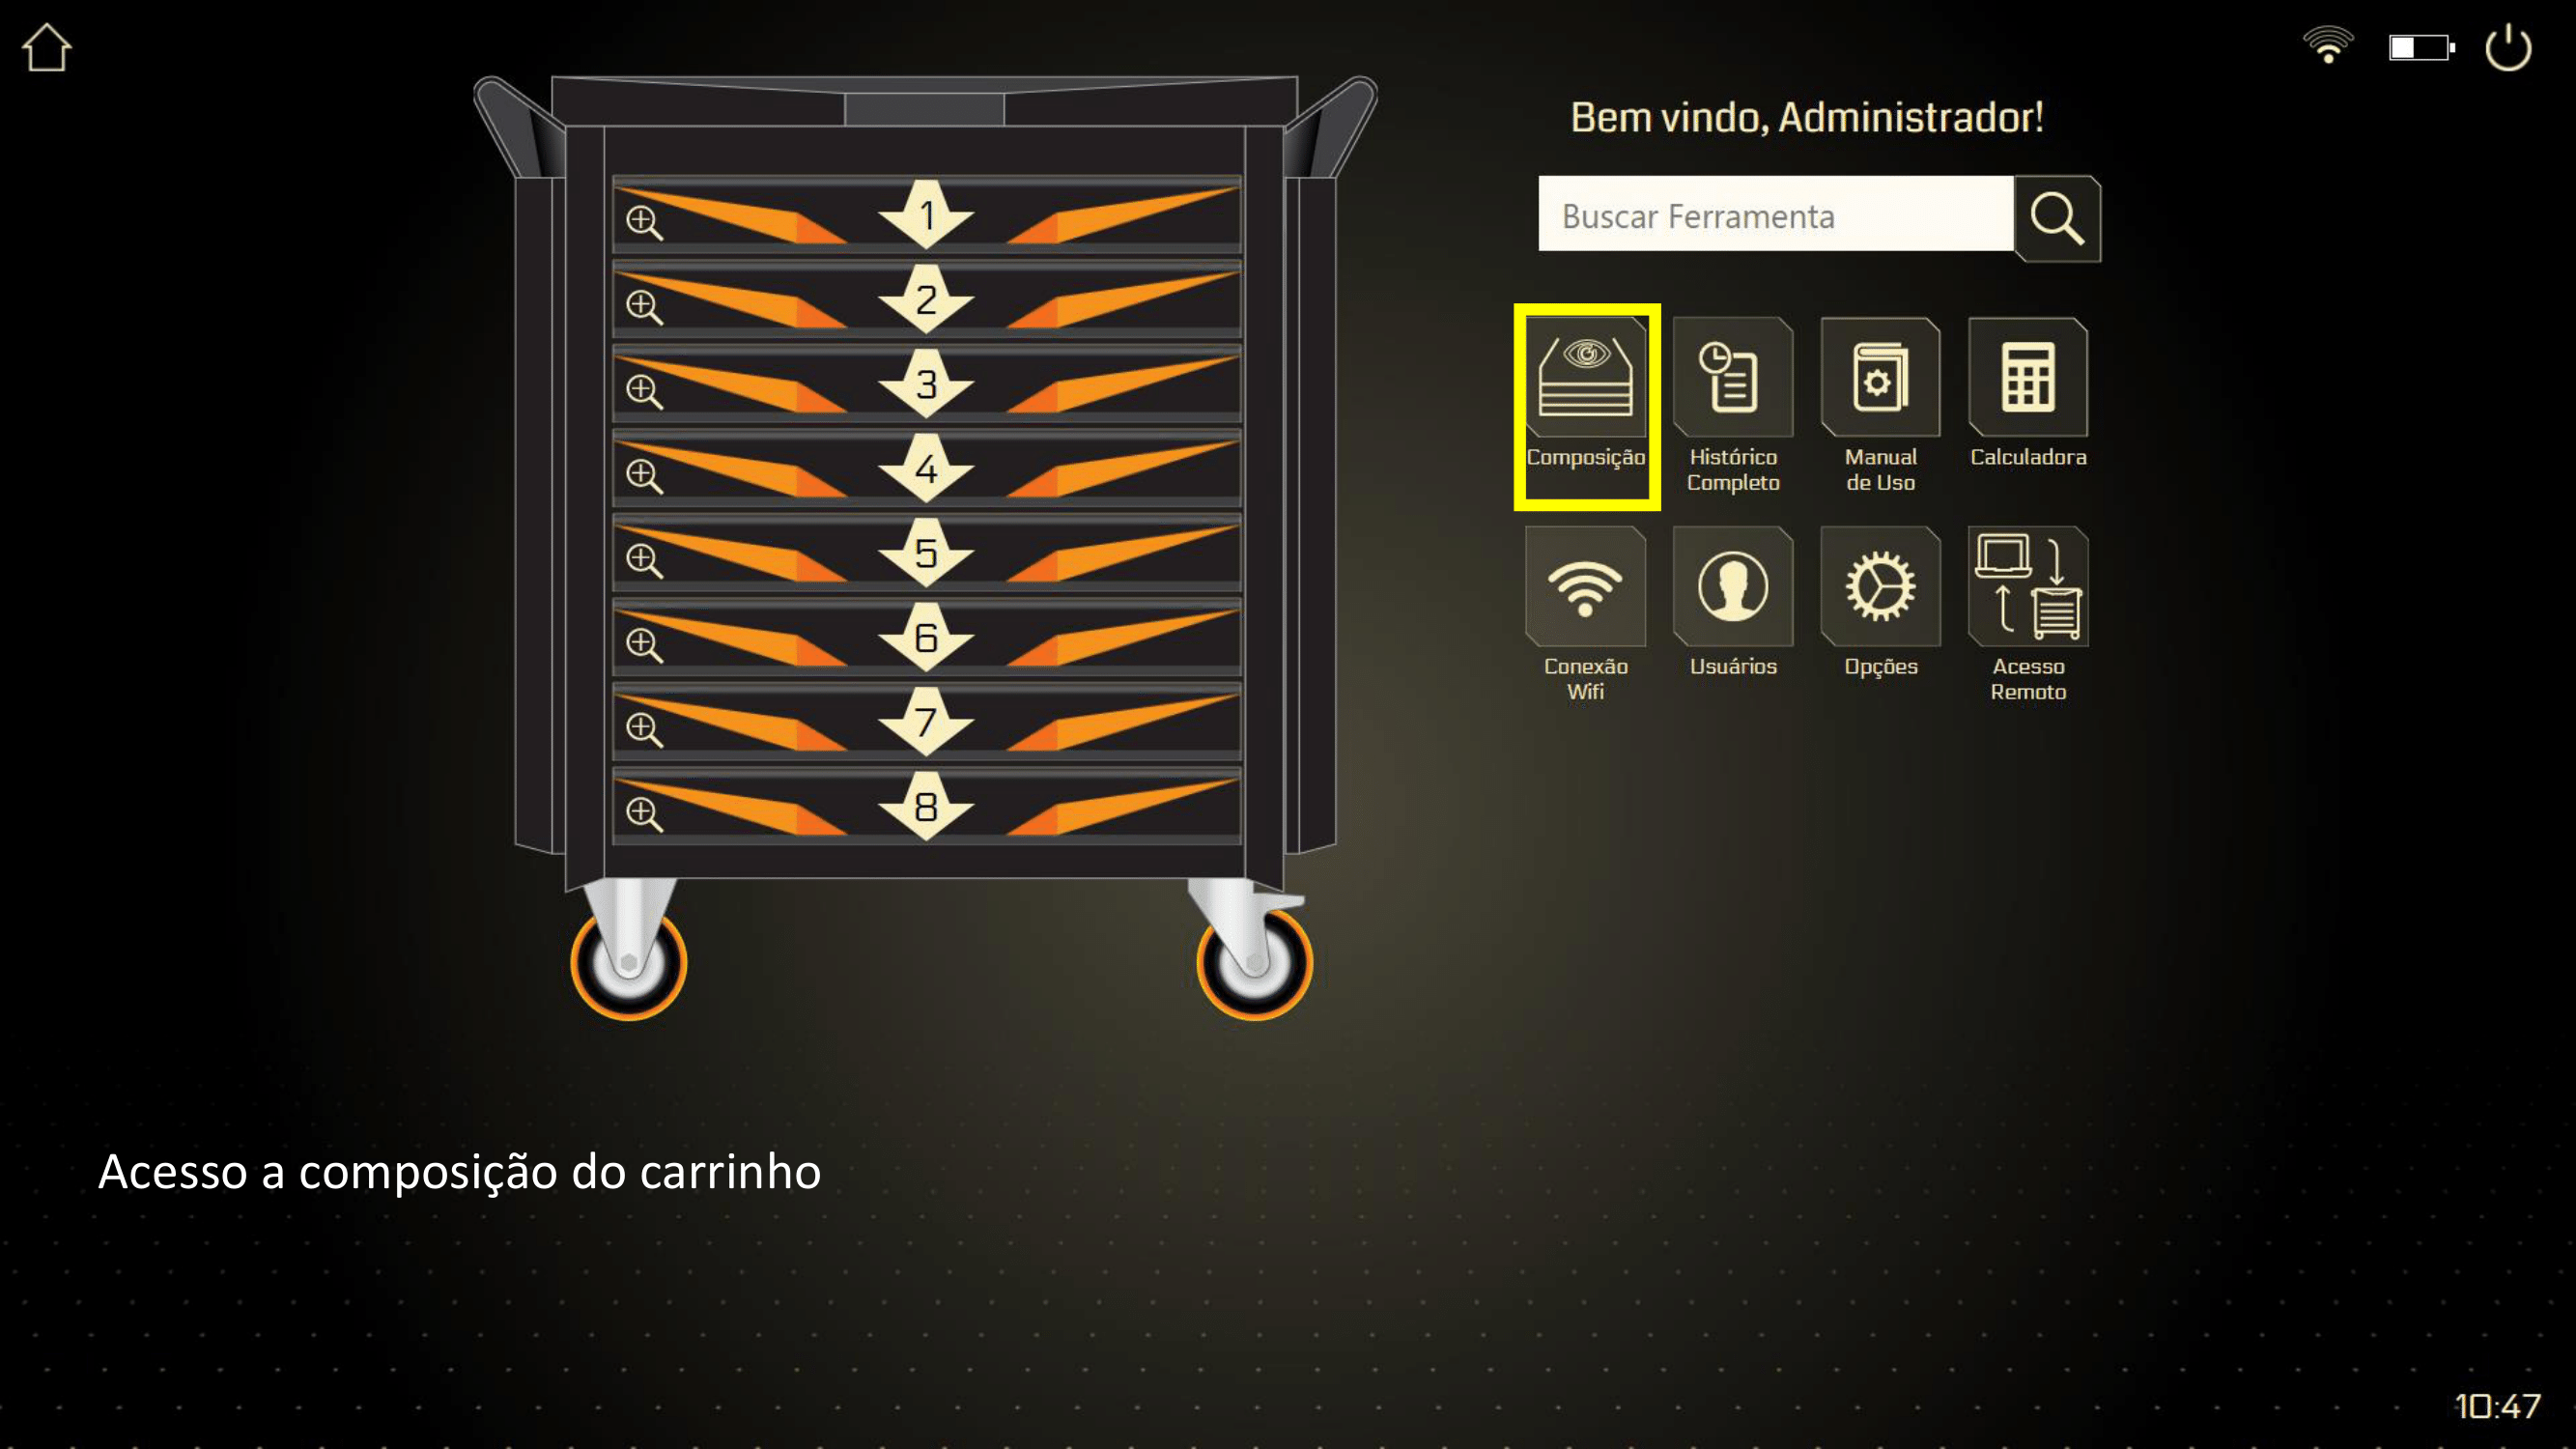 Bem vindo, Administrador!
Buscar Ferramenta
1
2
3
4
5
6
7
8
Composição
Histórico
Completo
Manual
de Uso
Calculadora
Conexão
Wifi
Usuários
Opções
Acesso
Remoto
Acesso a composição do carrinho
10:47